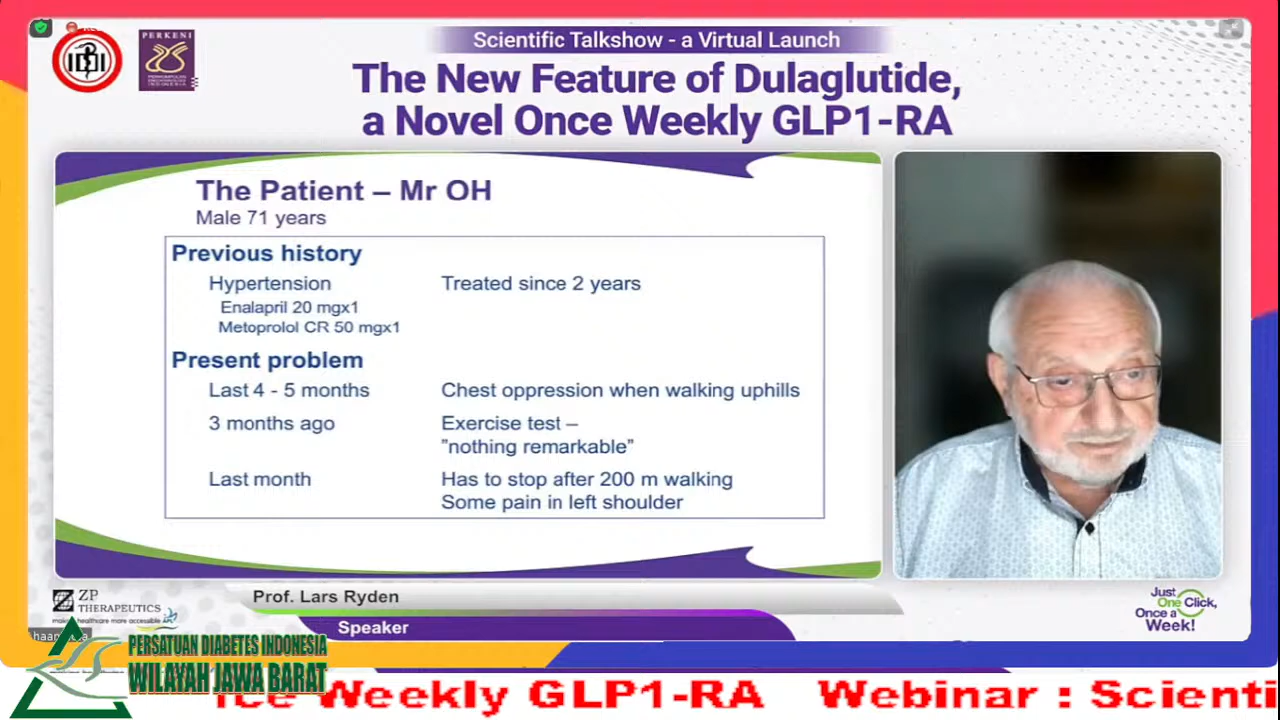 Scientific Talkshow - a Virtual Launch
The New Feature of Dulaglutide,
a Novel Once Weekly GLP1-RA
PERKENI
The Patient – Mr OH
Male 71 years
Previous history
Hypertension Treated since 2 years
Enalapril 20 mgx1
Metoprolol CR 50 mgx1
Present problem
Last 4 - 5 months Chest oppression when walking uphills
3 months ago Exercise test –
"nothing remarkable"
Last month Has to stop after 200 m walking
Some pain in left shoulder
Prof. Lars Ryden
Speaker
ZP
THERAPEUTICS
Just
One Click,
Once a
Week!
PERSATUAN DIABETES INDONESIA
WILAYAH JAWA BARAT
Weekly GLP1-RA Webinar : Scienti